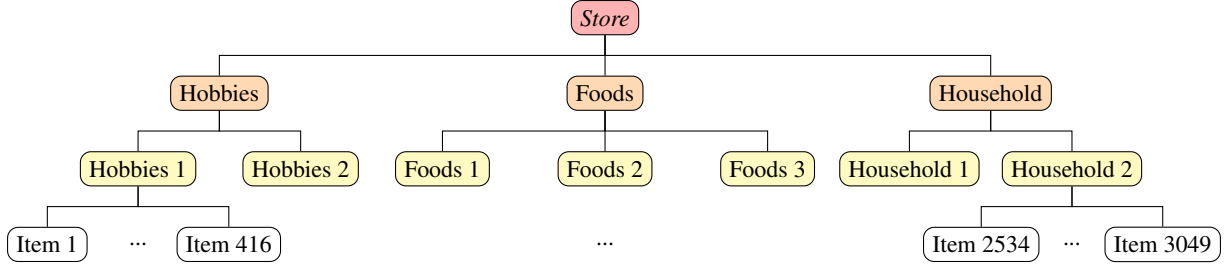 Store
Hobbies Foods Household
Hobbies 1 Hobbies 2 Foods 1 Foods 2 Foods 3 Household 1 Household 2
Item 1 ... Item 416 ... Item 2534 ... Item 3049